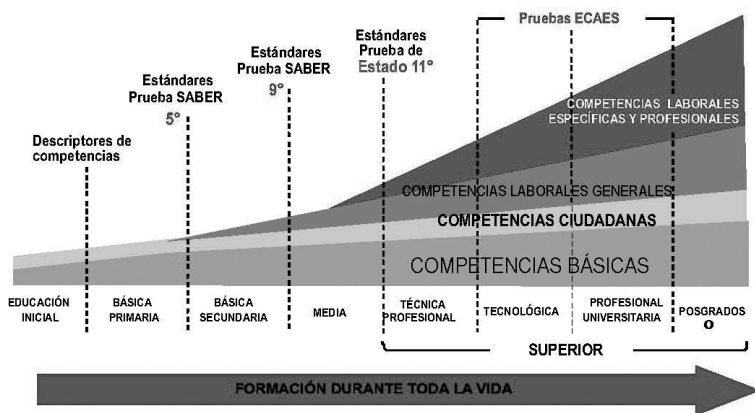 Pruebas ECAES
Estándares
Prueba de
Estado 11°
Estándares
Prueba SABER
9°
Estándares
Prueba SABER
5°
Descriptores de
competencias
COMPETENCIAS LABORALES
ESPECÍFICAS Y PROFESIONALES
COMPETENCIAS LABORALES GENERALES
COMPETENCIAS CIUDADANAS
COMPETENCIAS BÁSICAS
EDUCACIÓN
INICIAL
BÁSICA
PRIMARIA
BÁSICA
SECUNDARIA
MEDIA
TÉCNICA
PROFESIONAL
TECNOLÓGICA
PROFESIONAL
UNIVERSITARIA
POSGRADOS
O
SUPERIOR
FORMACIÓN DURANTE TODA LA VIDA